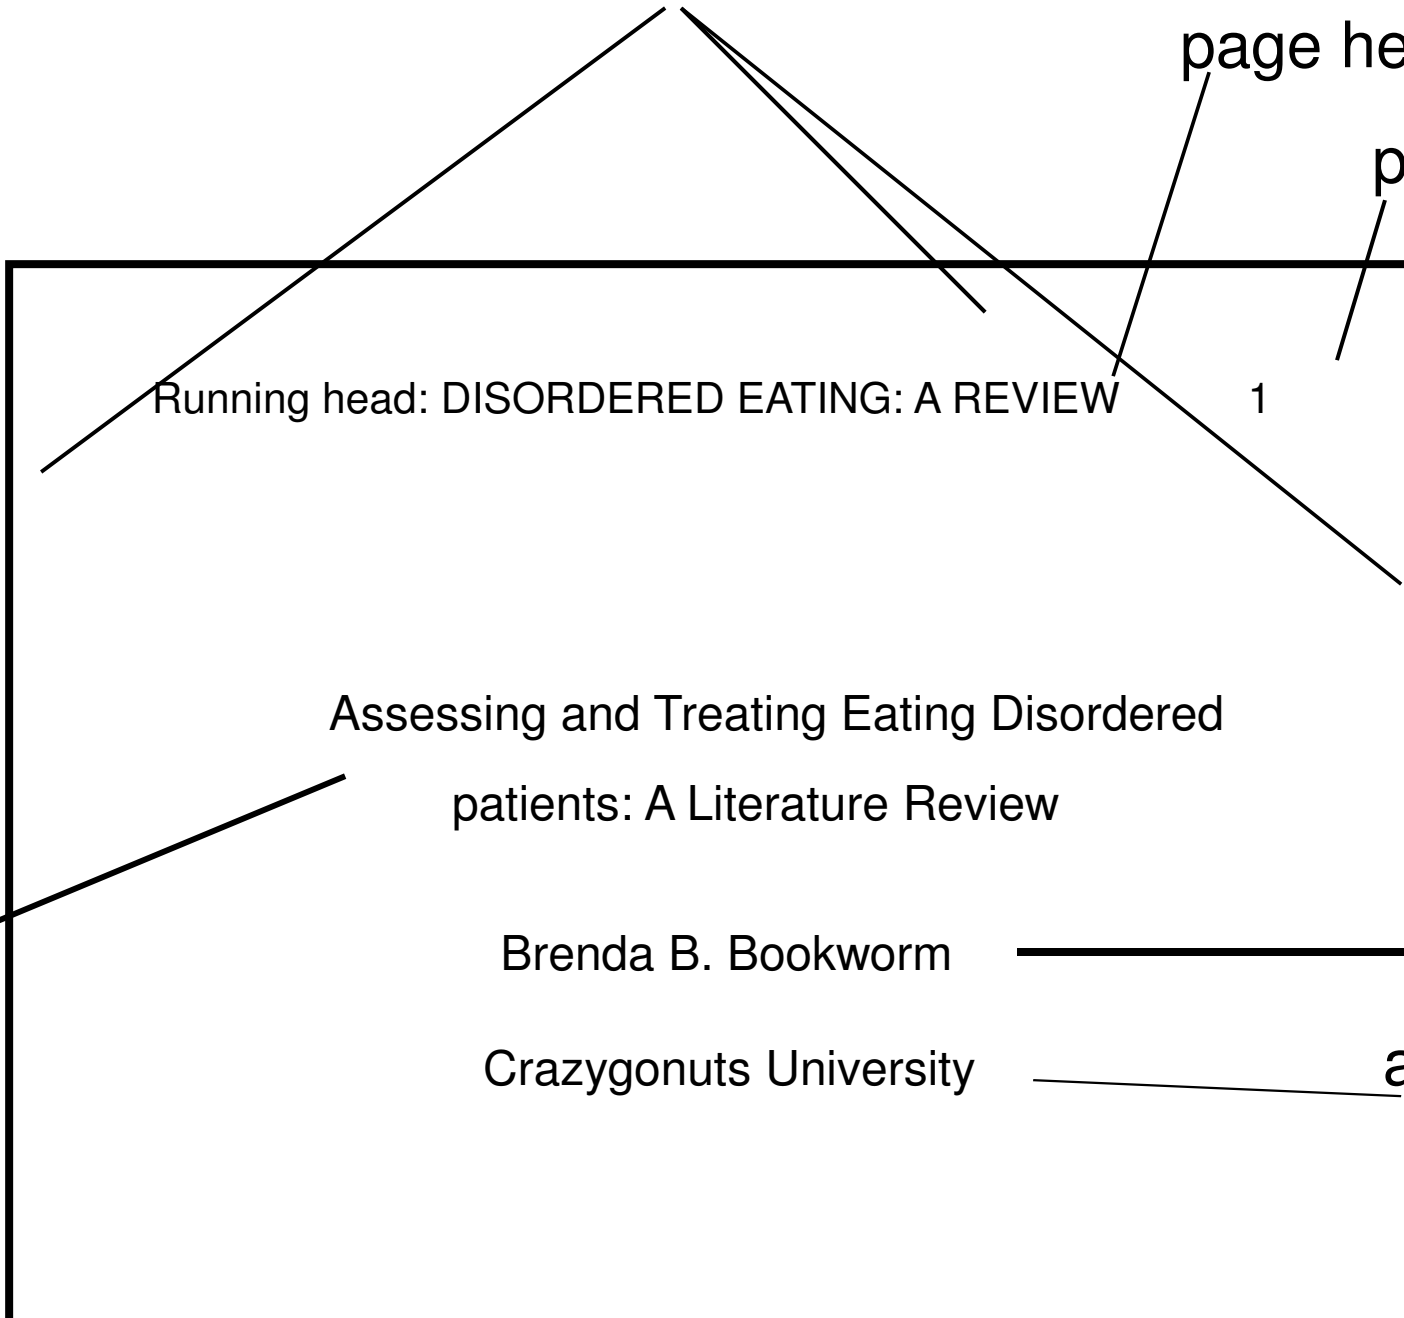 page he
p
Running head: DISORDERED EATING: A REVIEW 1
Assessing and Treating Eating Disordered
patients: A Literature Review
Brenda B. Bookworm
Crazygonuts University
a